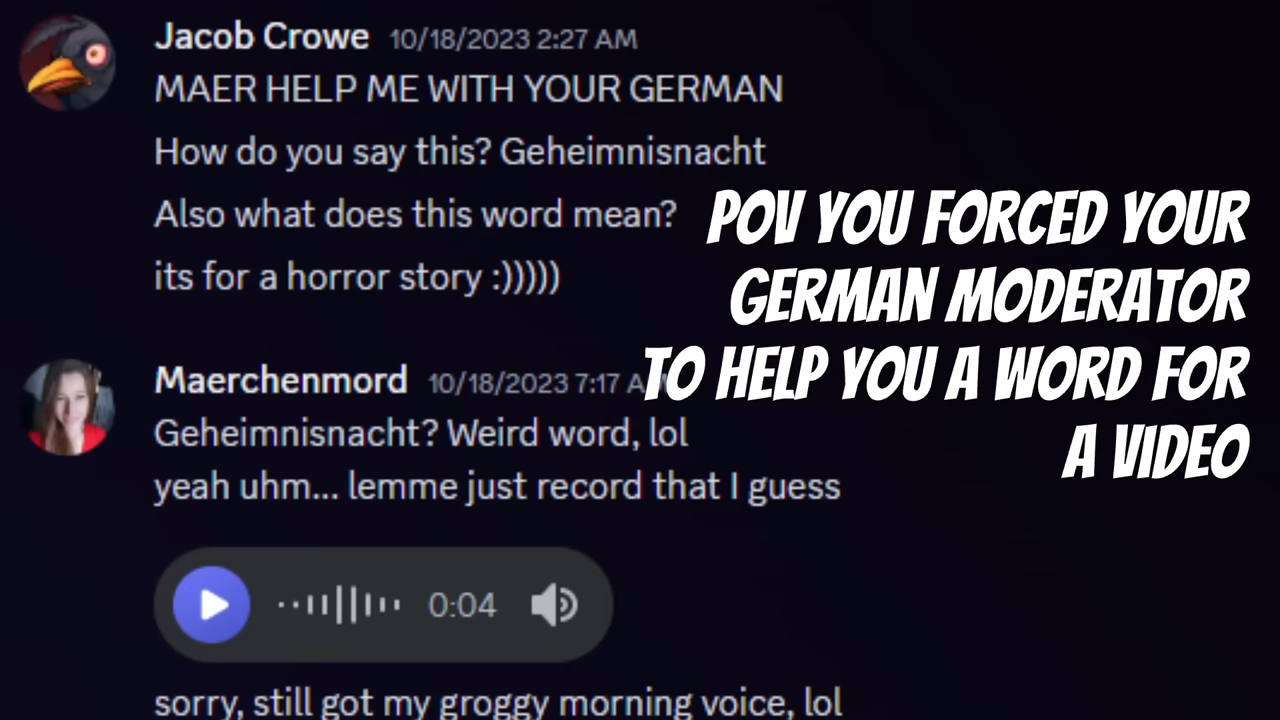 Jacob Crowe 10/18/2023 2:27 AM
MAER HELP ME WITH YOUR GERMAN
How do you say this? Geheimnisnacht
Also what does this word mean?
its for a horror story :)))))
POV YOU FORCED YOUR
GERMAN MODERATOR
TO HELP YOU A WORD FOR
A VIDEO
Maerchenmord 10/18/2023 7:17 A
Geheimnisnacht? Weird word, lol
yeah uhm... lemme just record that I guess
0:04
sorry, still got my groggy morning voice, lol